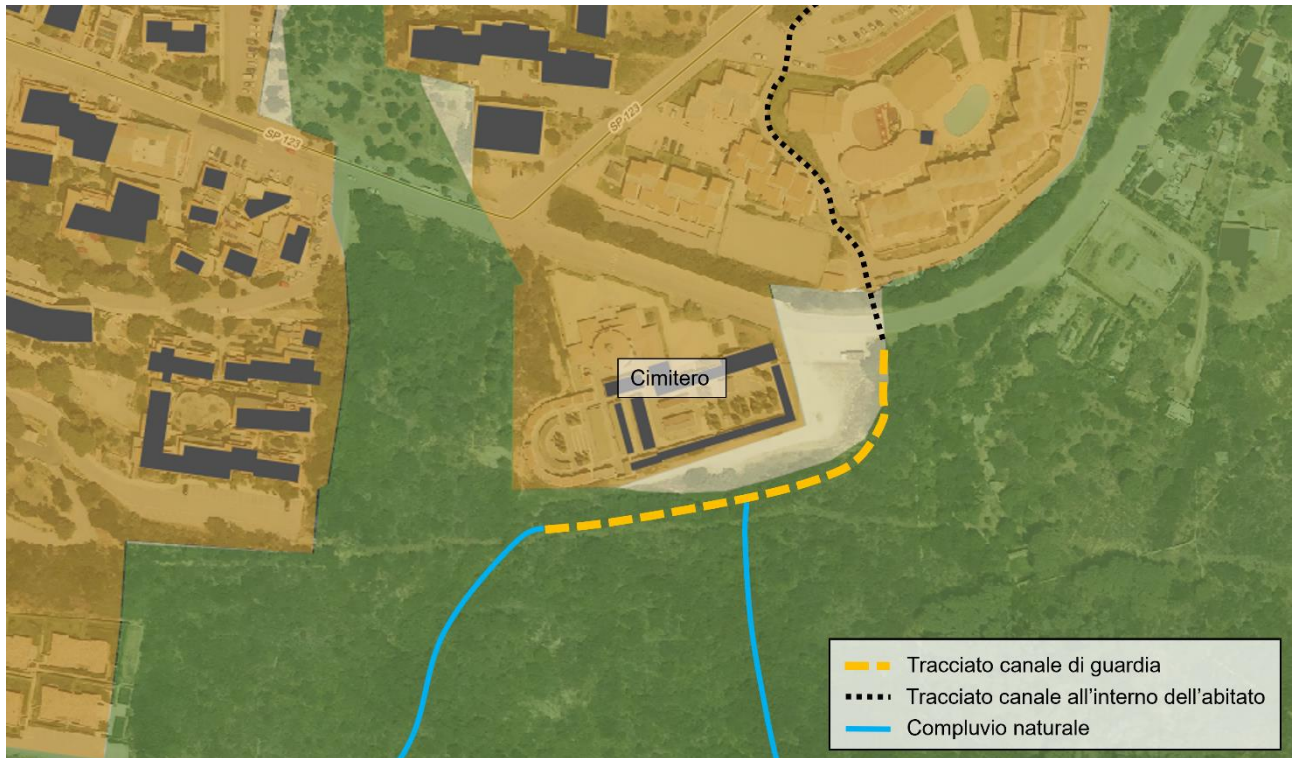 SP 123
SP 123
Cimitero
Tracciato canale di guardia
Tracciato canale all'interno dell'abitato
Compluvio naturale